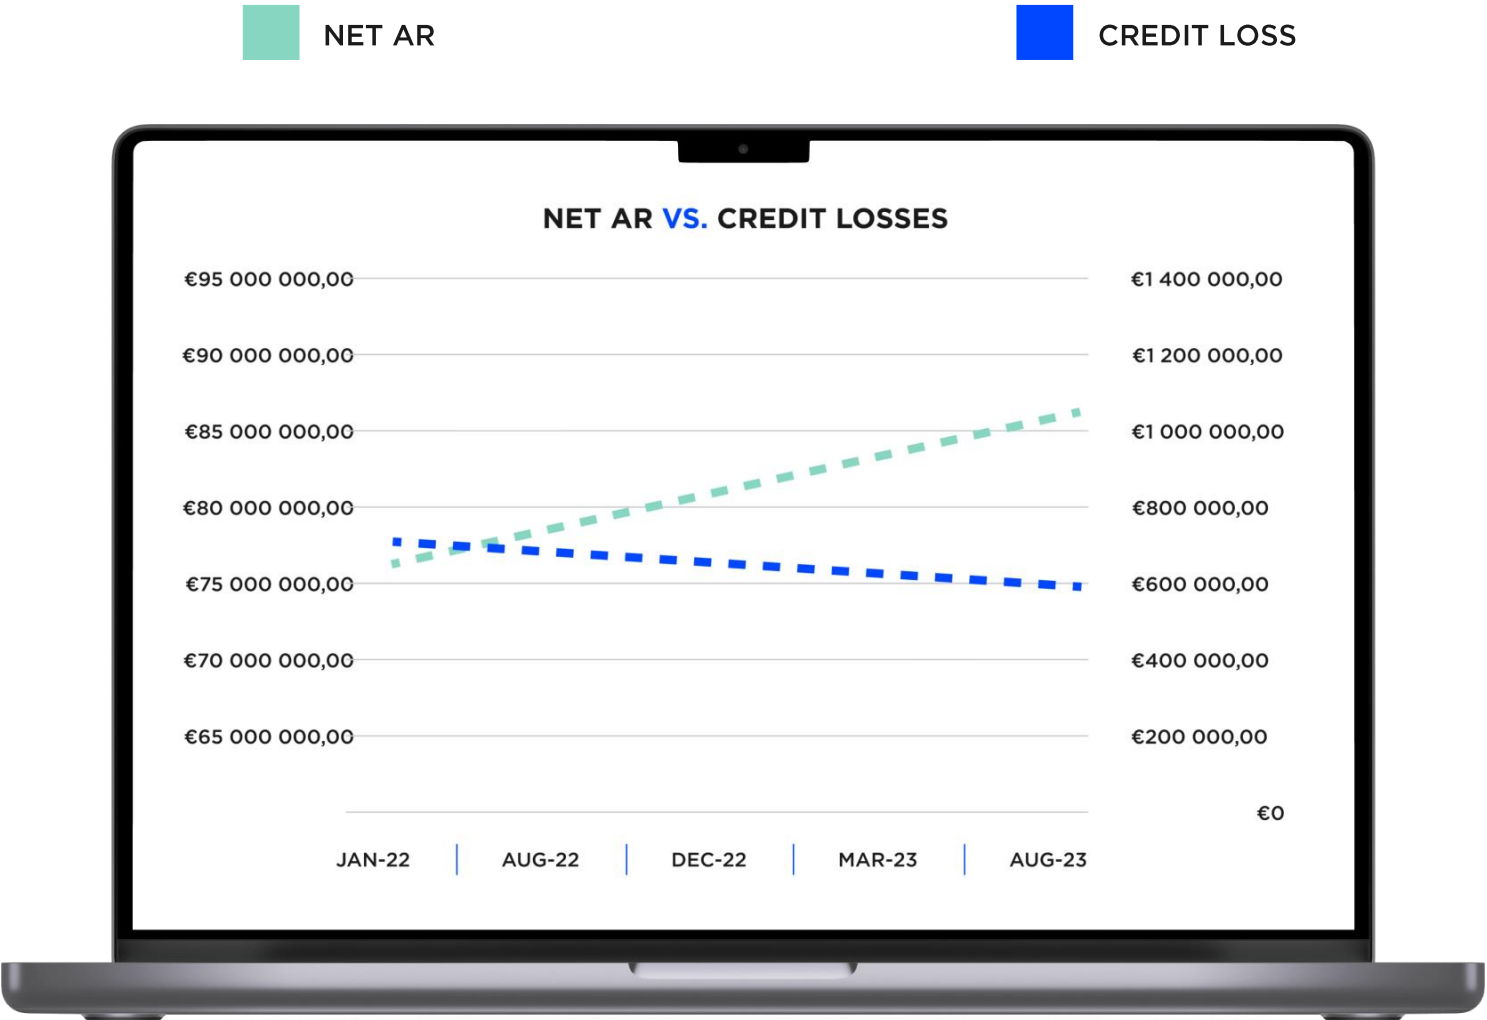 NET AR
CREDIT LOSS
NET AR VS. CREDIT LOSSES
€95 000 000,00
€1 400 000,00
€90 000 000,00
€1 200 000,00
€85 000 000,00
€1 000 000,00
€80 000 000,00
€800 000,00
€75 000 000,00
€600 000,00
€70 000 000,00
€400 000,00
€65 000 000,00
€200 000,00
€0
JAN-22
AUG-22
DEC-22
MAR-23
AUG-23